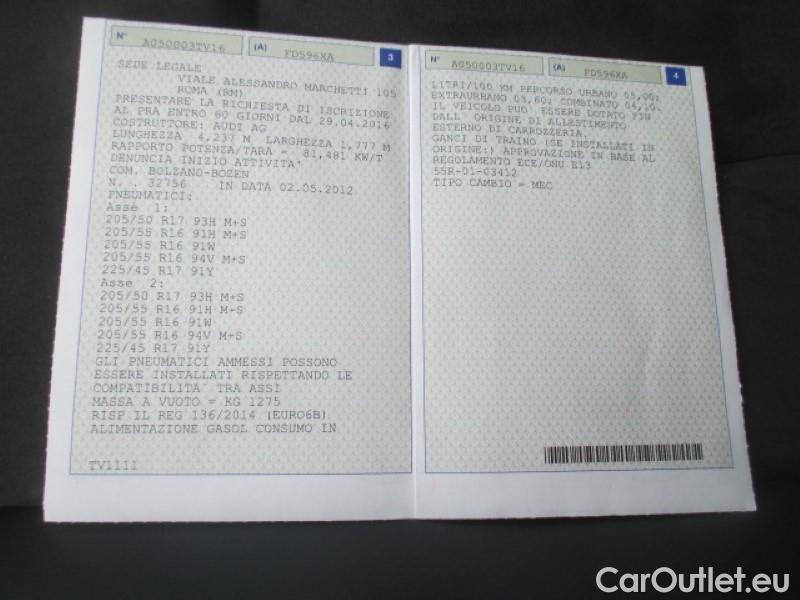 N° A050003TV16 (A) FD596XA 3
SEDE LEGALE
VIALE ALESSANDRO MARCHETTI 105
ROMA (RM)
PRESENTARE LA RICHIESTA DI ISCRIZIONE
AL PRA ENTRO 60 GIORNI DAL 29.04.2016
COSTRUTTORE: AUDI AG
LUNGHEZZA 4,237 M LARGHEZZA 1,777 M
RAPPORTO POTENZA/TARA = 81,481 KW/T
DENUNCIA INIZIO ATTIVITA'
COM. BOLZANO-BOZEN
N. . 32756 IN DATA 02.05.2012
PNEUMATICI:
Asse 1:
205/50 R17 93H M+S
205/55 R16 91H M+S
205/55 R16 91W
205/55 R16 94V M+S
225/45 R17 91Y
Asse 2:
205/50 R17 93H M+S
205/55 R16 91H M+S
205/55 R16 91W
205/55 R16 94V M+S
225/45 R17 91Y
GLI PNEUMATICI AMMESSI POSSONO
ESSERE INSTALLATI RISPETTANDO LE
COMPATIBILITA' TRA ASSI
MASSA A VUOTO = KG 1275
RISP IL REG 136/2014 (EURO6B)
ALIMENTAZIONE GASOL CONSUMO IN
TV1111
N° A050003TV16 (A) FD596XA 4
LITRI/100 KM PERCORSO URBANO 05,00;
EXTRAURBANO 03,60; COMBINATO 04,10.
IL VEICOLO PUO' ESSERE DOTATO FIN
DALL' ORIGINE DI ALLESTIMENTO
ESTERNO DI CARROZZERIA.
GANCI DI TRAINO (SE INSTALLATI IN
ORIGINE:) APPROVAZIONE IN BASE AL
REGOLAMENTO ECE/ONU E13
55R-01-03412
TIPO CAMBIO = MEC
CarOutlet.eu